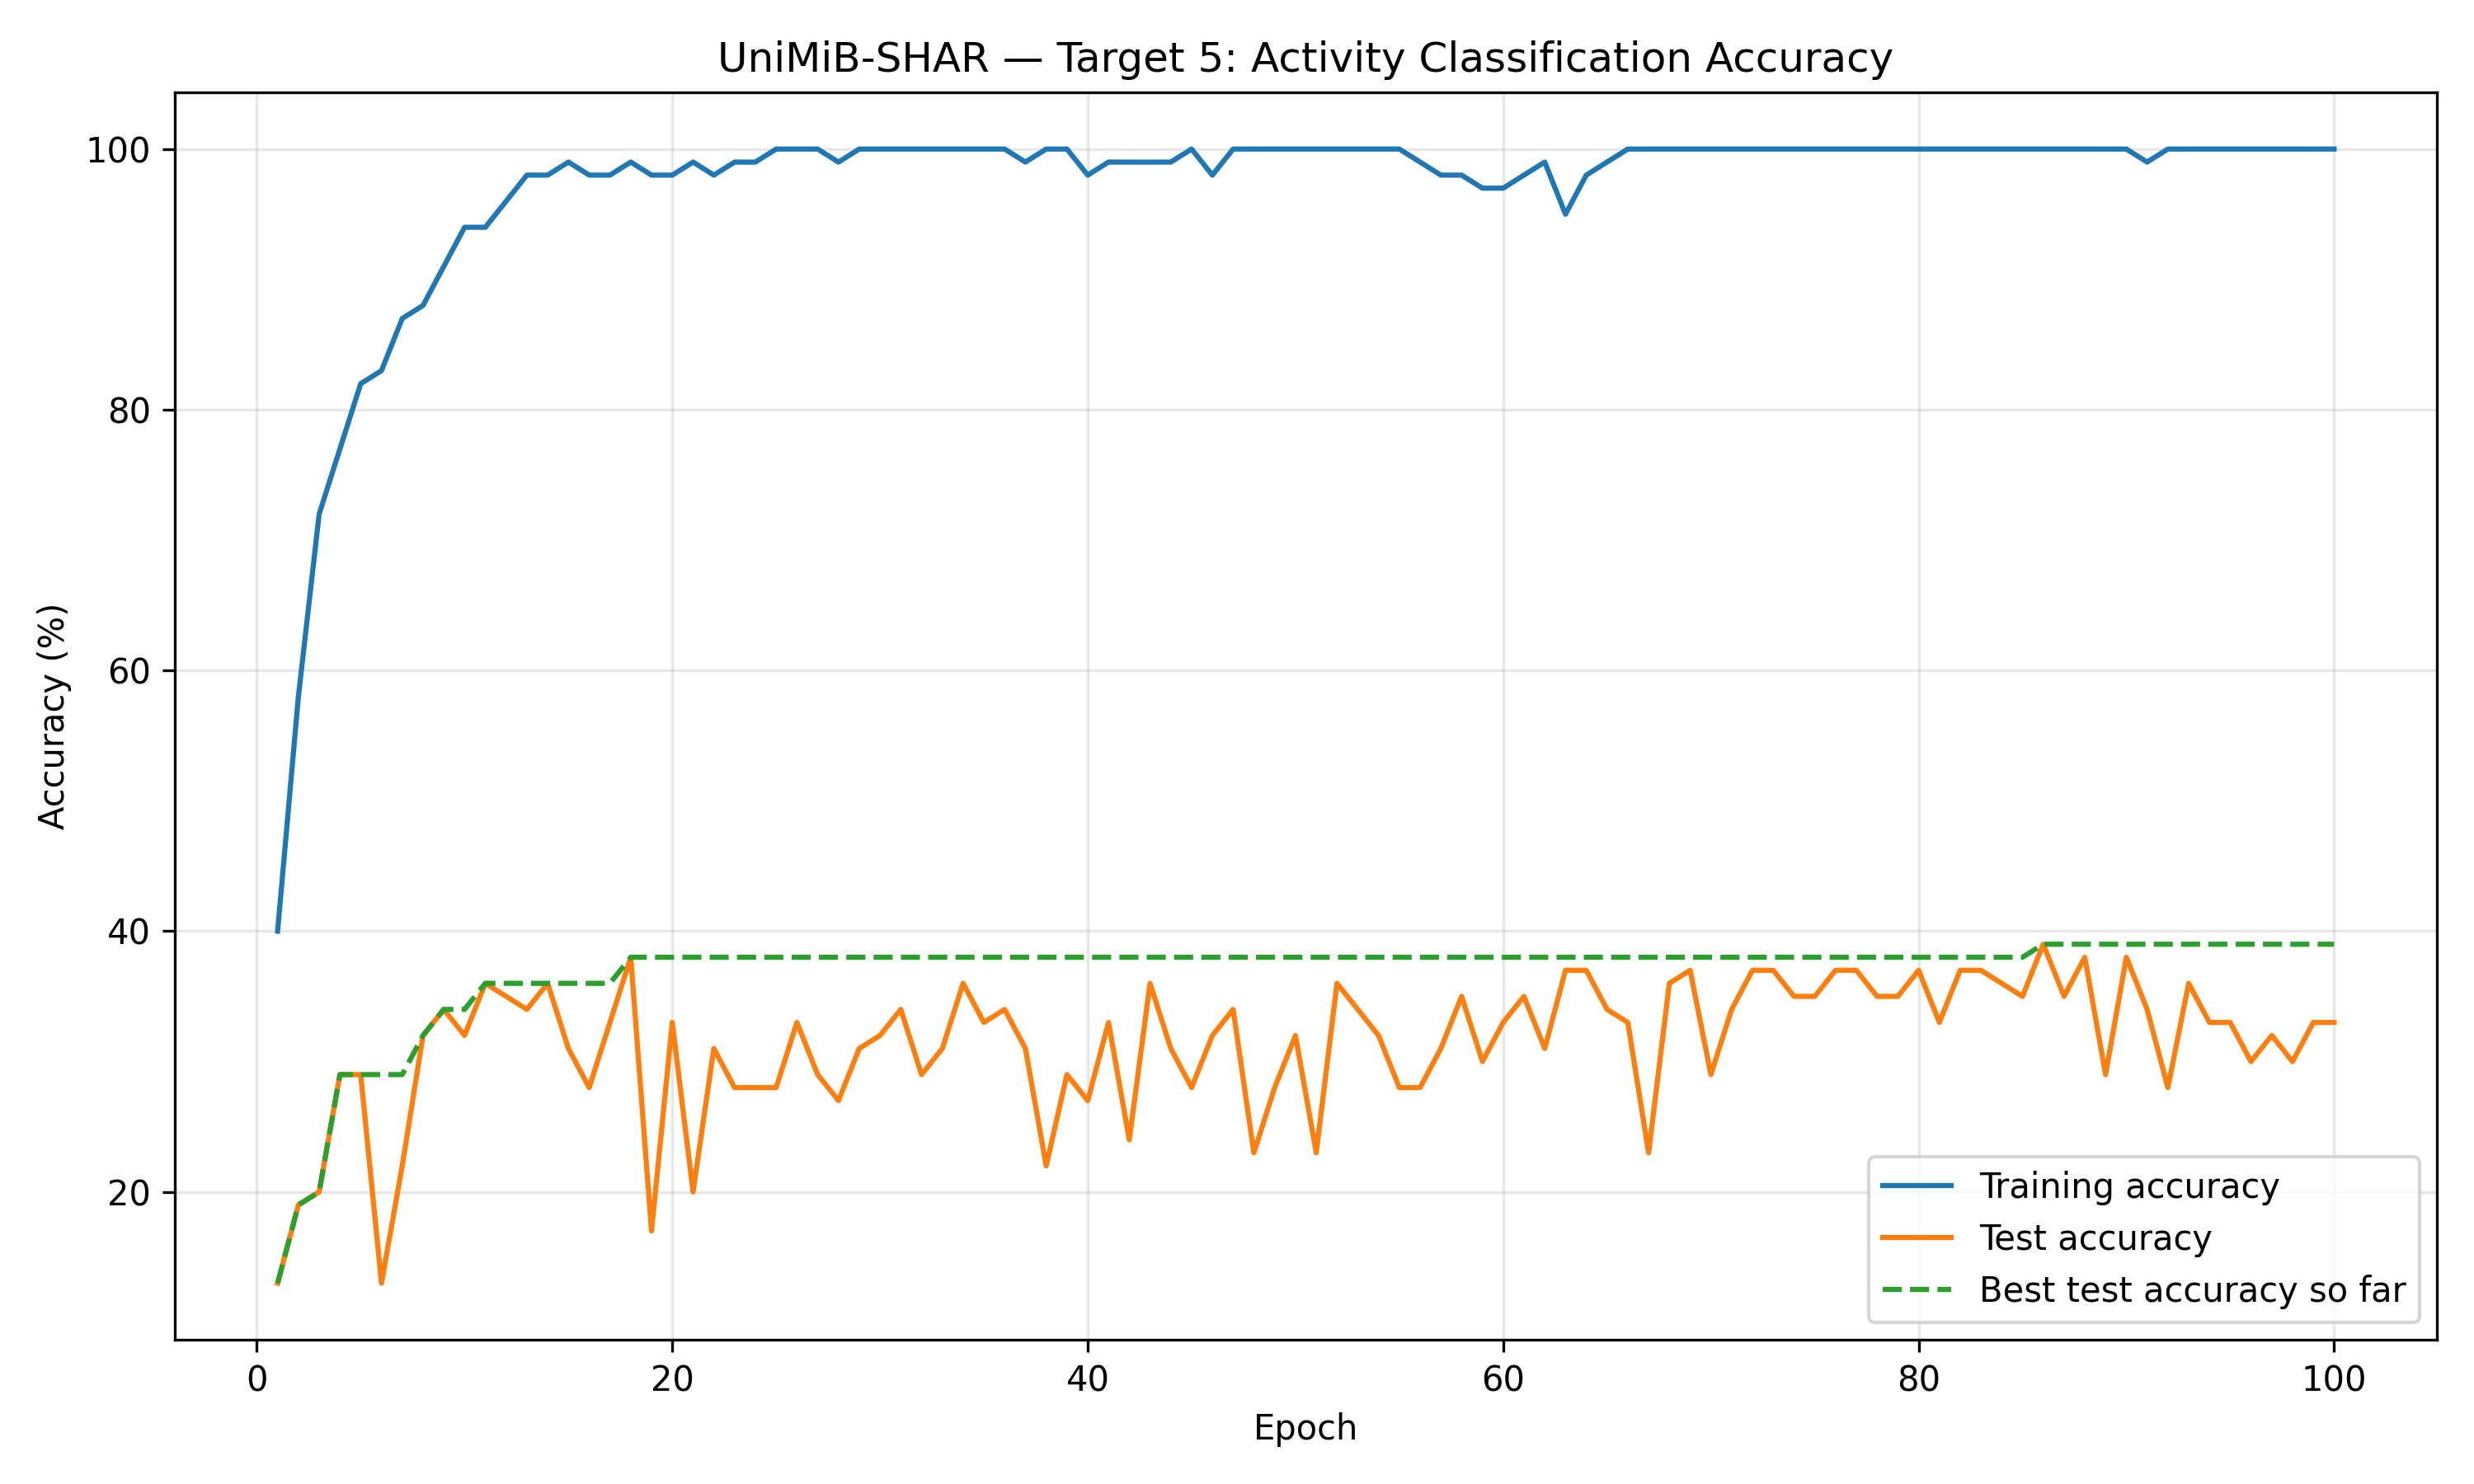 UniMiB-SHAR — Target 5: Activity Classification Accuracy
Accuracy (%)
100
80
60
40
20
0
20
40
60
80
100
Epoch
Training accuracy
Test accuracy
Best test accuracy so far